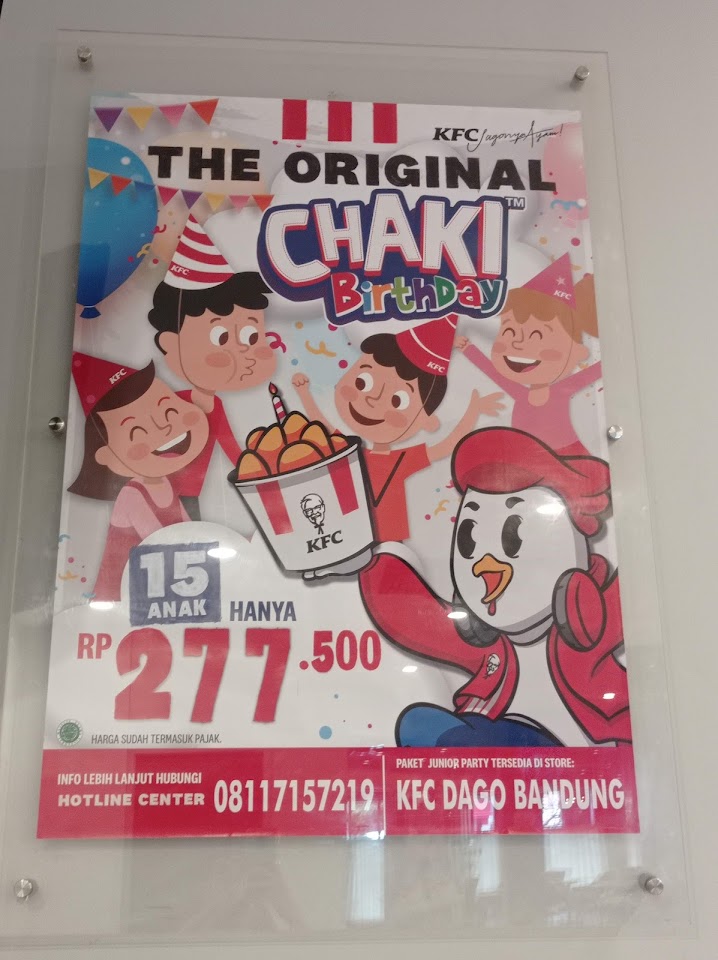 KFC Jagonya Ayam!
THE ORIGINAL
CHAKI™
Birthday
KFC
KFC
KFC
KFC
KFC
15
ANAK
HANYA
RP 277.500
HARGA SUDAH TERMASUK PAJAK.
INFO LEBIH LANJUT HUBUNGI
HOTLINE CENTER 08117157219
PAKET JUNIOR PARTY TERSEDIA DI STORE:
KFC DAGO BANDUNG